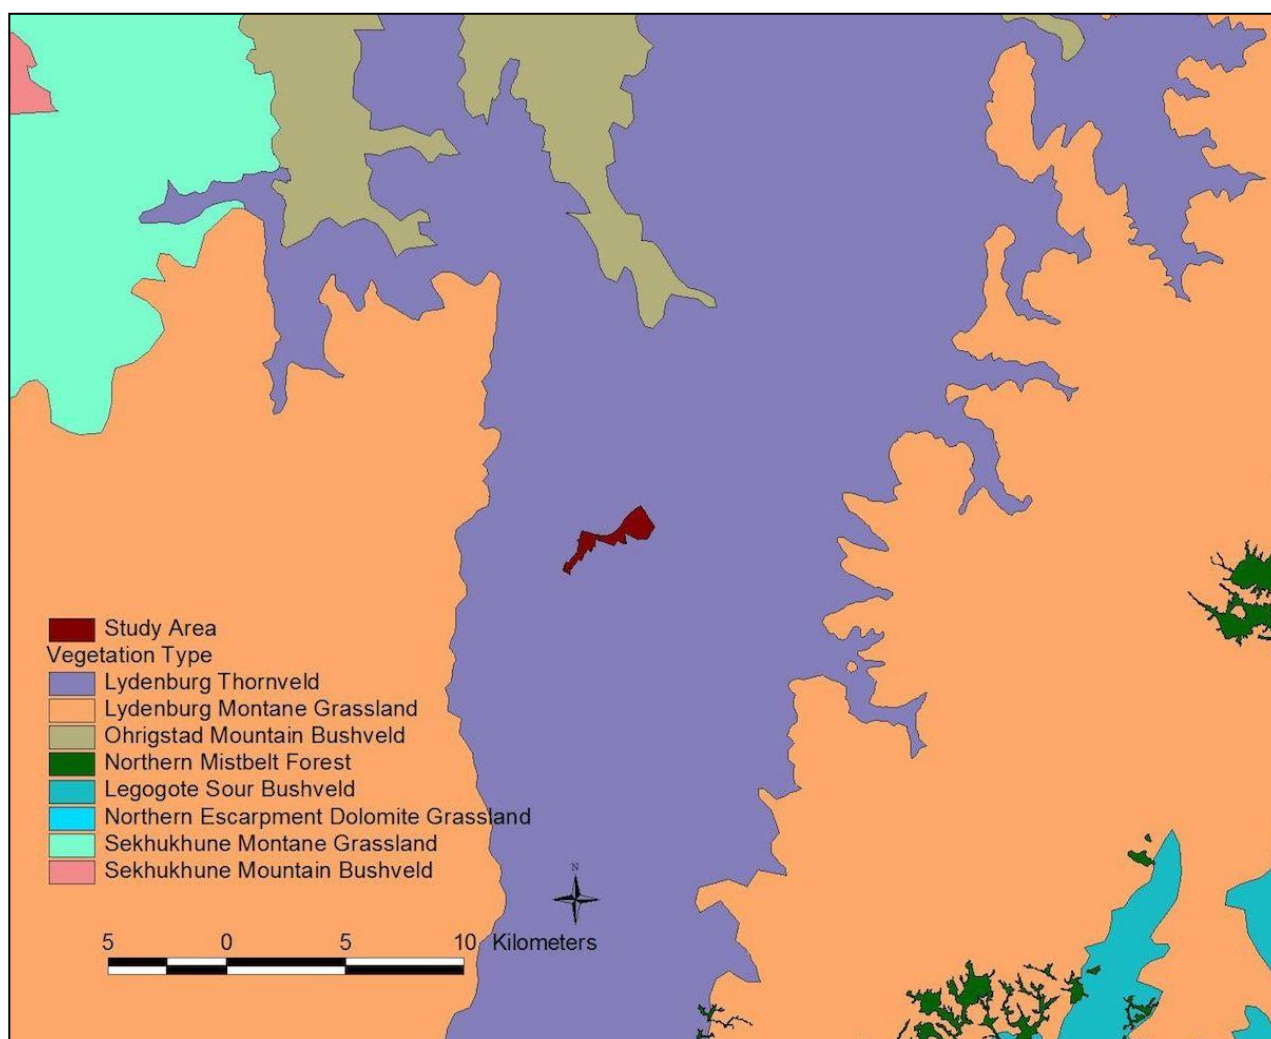 Study Area
Vegetation Type
Lydenburg Thornveld
Lydenburg Montane Grassland
Ohrigstad Mountain Bushveld
Northern Mistbelt Forest
Legogote Sour Bushveld
Northern Escarpment Dolomite Grassland
Sekhukhune Montane Grassland
Sekhukhune Mountain Bushveld
N
5 0 5 10 Kilometers